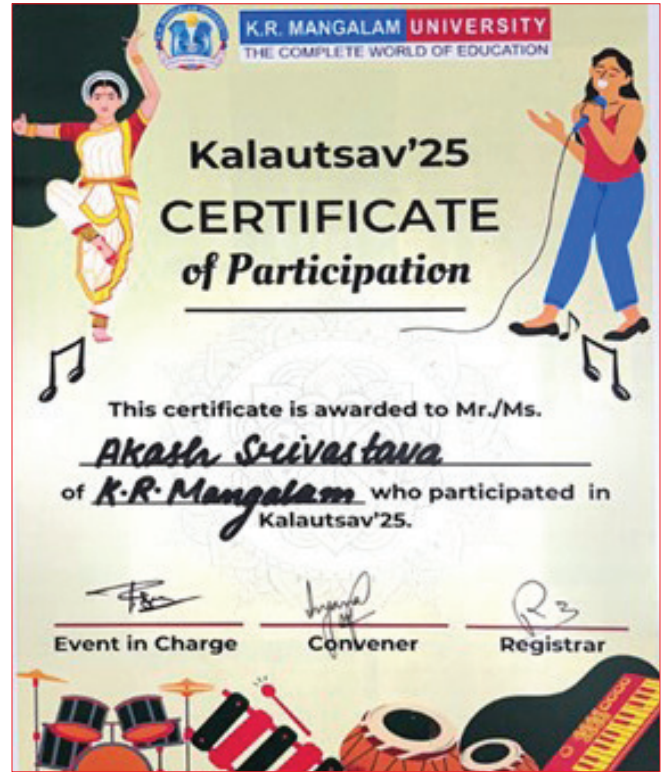 K.R. MANGALAM UNIVERSITY
THE COMPLETE WORLD OF EDUCATION
Kalautsav’25
CERTIFICATE
of Participation
This certificate is awarded to Mr./Ms.
Akash Srivastava
of K.R. Mangalam who participated in
Kalautsav’25.
Event in Charge Convener Registrar